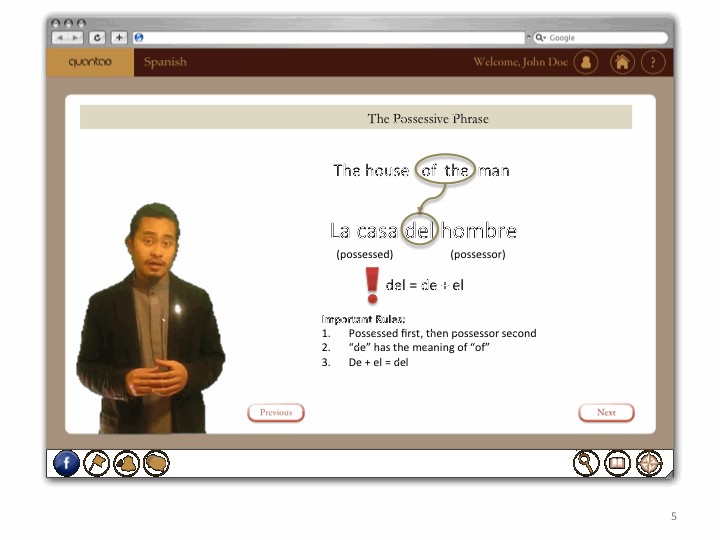 Google
quantao Spanish Welcome, John Doe ?
The Possessive Phrase
The house of the man
La casa del hombre
(possessed) (possessor)
! del = de + el
Important Rules:
1. Possessed first, then possessor second
2. “de” has the meaning of “of”
3. De + el = del
Previous Next
f
5